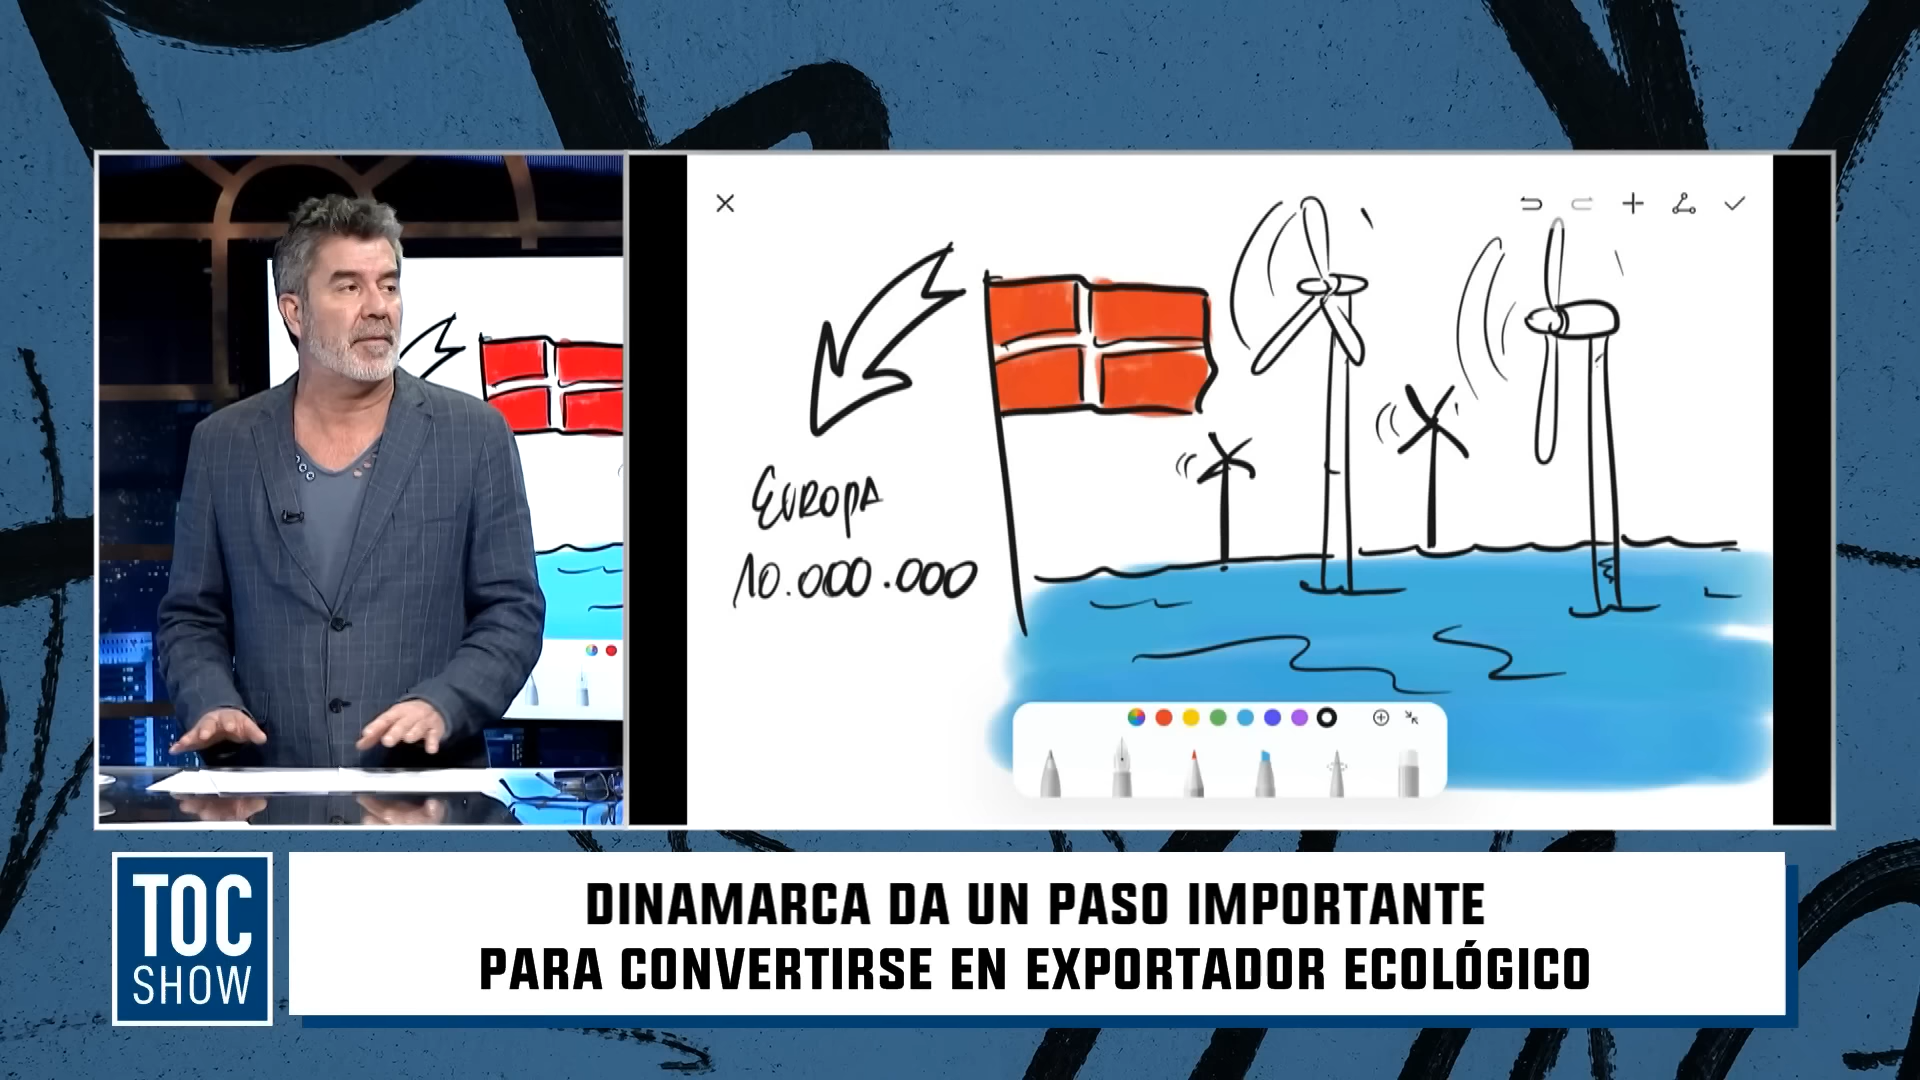 EUROPA
10.000.000
TOC
SHOW
DINAMARCA DA UN PASO IMPORTANTE
PARA CONVERTIRSE EN EXPORTADOR ECOLÓGICO